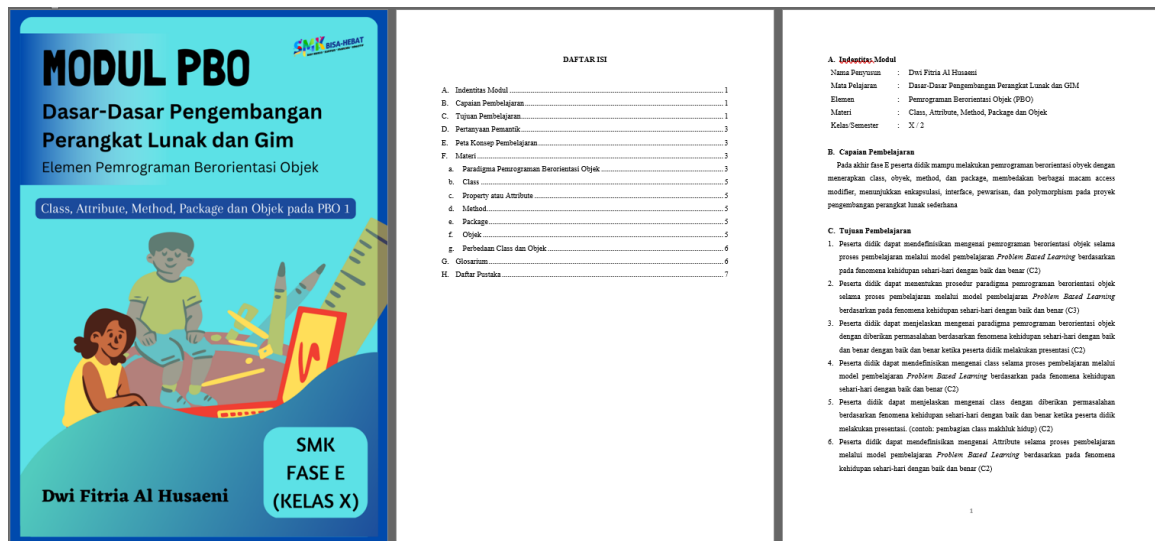 MODUL PBO
SMK BISA-HEBAT
Dasar-Dasar Pengembangan
Perangkat Lunak dan Gim
Elemen Pemrograman Berorientasi Objek
Class, Attribute, Method, Package dan Objek pada PBO 1
SMK
FASE E
(KELAS X)
Dwi Fitria Al Husaeni
DAFTAR ISI
A. Indentitas Modul 1
B. Capaian Pembelajaran 1
C. Tujuan Pembelajaran 1
D. Pertanyaan Pemantik 3
E. Peta Konsep Pembelajaran 3
F. Materi 3
a. Paradigma Pemrograman Berorientasi Objek 3
b. Class 5
c. Property atau Attribute 5
d. Method 5
e. Package 5
f. Objek 5
g. Perbedaan Class dan Objek 6
G. Glosarium 6
H. Daftar Pustaka 7
A. Indentitas Modul
Nama Penyusun : Dwi Fitria Al Husaeni
Mata Pelajaran : Dasar-Dasar Pengembangan Perangkat Lunak dan GIM
Elemen : Pemrograman Berorientasi Objek (PBO)
Materi : Class, Attribute, Method, Package dan Objek
Kelas/Semester : X / 2
B. Capaian Pembelajaran
Pada akhir fase E peserta didik mampu melakukan pemrograman berorientasi obyek dengan
menerapkan class, obyek, method, dan package, membedakan berbagai macam access
modifier, menunjukkan enkapsulasi, interface, pewarisan, dan polymorphism pada proyek
pengembangan perangkat lunak sederhana
C. Tujuan Pembelajaran
1. Peserta didik dapat mendefinisikan mengenai pemrograman berorientasi objek selama
proses pembelajaran melalui model pembelajaran Problem Based Learning berdasarkan
pada fenomena kehidupan sehari-hari dengan baik dan benar (C2)
2. Peserta didik dapat menentukan prosedur paradigma pemrograman berorientasi objek
selama proses pembelajaran melalui model pembelajaran Problem Based Learning
berdasarkan pada fenomena kehidupan sehari-hari dengan baik dan benar (C3)
3. Peserta didik dapat menjelaskan mengenai paradigma pemrograman berorientasi objek
dengan diberikan permasalahan berdasarkan fenomena kehidupan sehari-hari dengan baik
dan benar dengan baik dan benar ketika peserta didik melakukan presentasi (C2)
4. Peserta didik dapat mendefinisikan mengenai class selama proses pembelajaran melalui
model pembelajaran Problem Based Learning berdasarkan pada fenomena kehidupan
sehari-hari dengan baik dan benar (C2)
5. Peserta didik dapat menjelaskan mengenai class dengan diberikan permasalahan
berdasarkan fenomena kehidupan sehari-hari dengan baik dan benar ketika peserta didik
melakukan presentasi. (contoh: pembagian class makhluk hidup) (C2)
6. Peserta didik dapat mendefinisikan mengenai Attribute selama proses pembelajaran
melalui model pembelajaran Problem Based Learning berdasarkan pada fenomena
kehidupan sehari-hari dengan baik dan benar (C2)